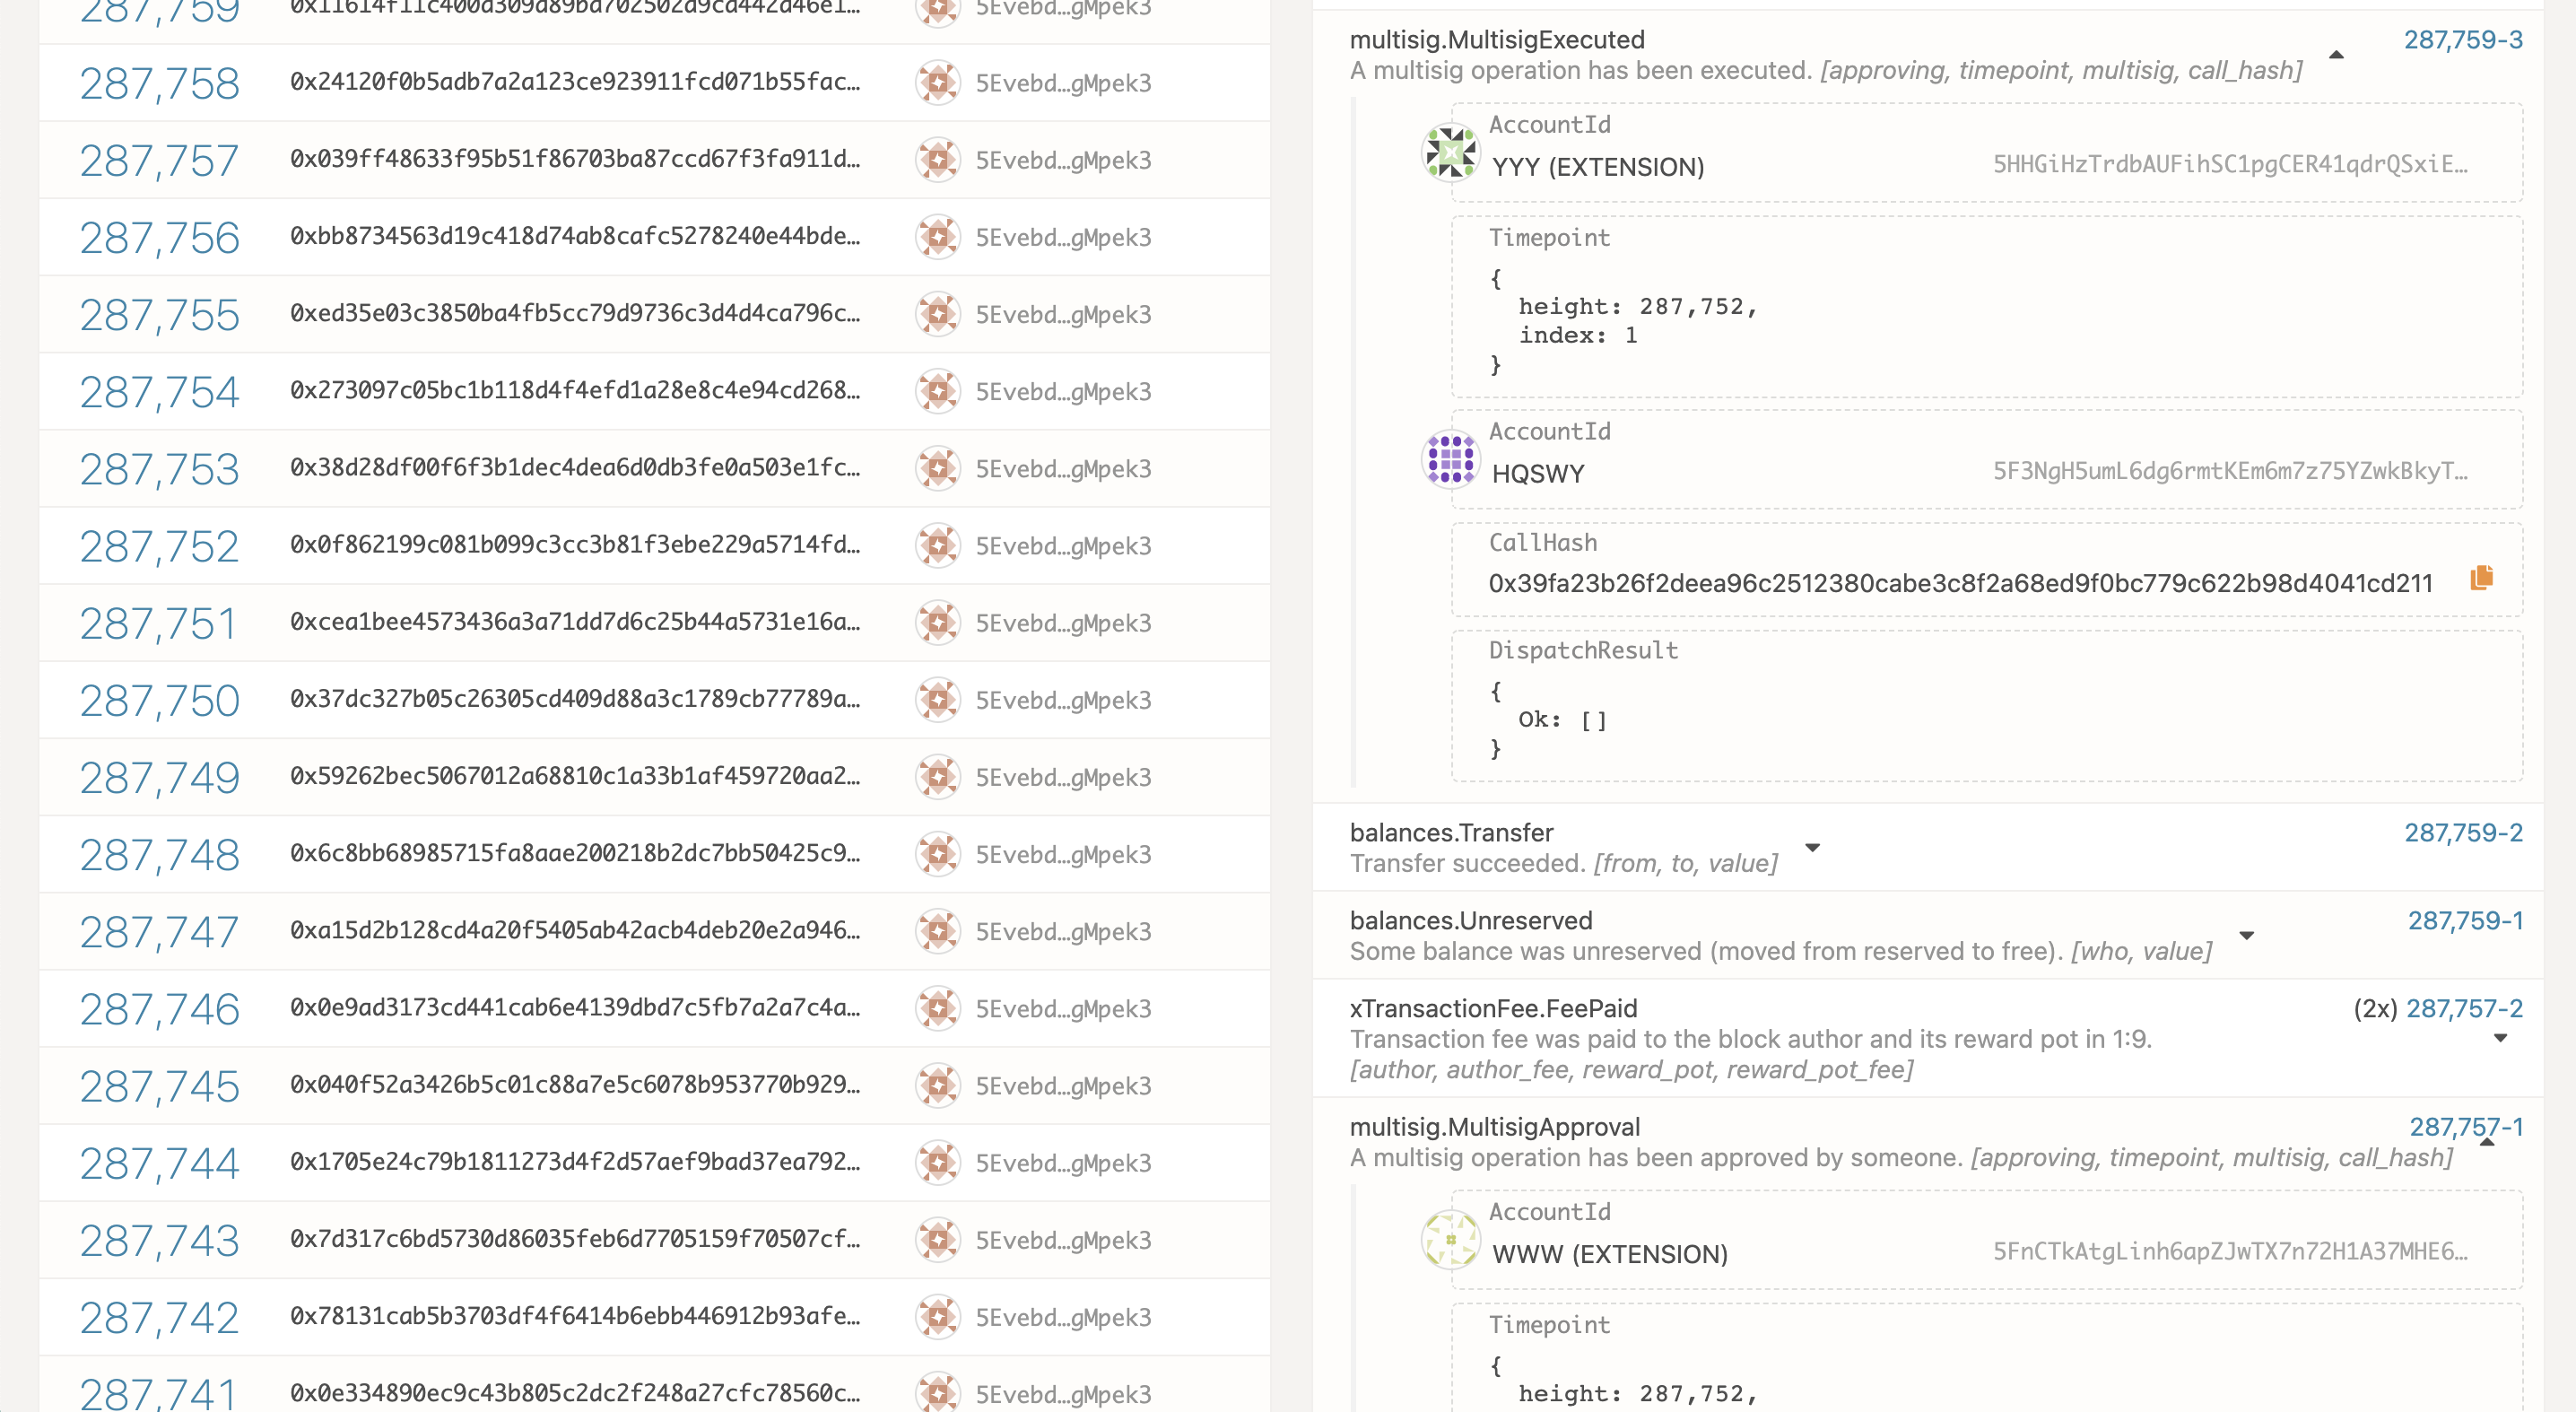 287,759 0x11614f11c400d309d89bd702502d9cd442d46e1… 5Evebd…gMpek3
287,758 0x24120f0b5adb7a2a123ce923911fcd071b55fac… 5Evebd…gMpek3
287,757 0x039ff48633f95b51f86703ba87ccd67f3fa911d… 5Evebd…gMpek3
287,756 0xbb8734563d19c418d74ab8cafc5278240e44bde… 5Evebd…gMpek3
287,755 0xed35e03c3850ba4fb5cc79d9736c3d4d4ca796c… 5Evebd…gMpek3
287,754 0x273097c05bc1b118d4f4efd1a28e8c4e94cd268… 5Evebd…gMpek3
287,753 0x38d28df00f6f3b1dec4dea6d0db3fe0a503e1fc… 5Evebd…gMpek3
287,752 0x0f862199c081b099c3cc3b81f3ebe229a5714fd… 5Evebd…gMpek3
287,751 0xcea1bee4573436a3a71dd7d6c25b44a5731e16a… 5Evebd…gMpek3
287,750 0x37dc327b05c26305cd409d88a3c1789cb77789a… 5Evebd…gMpek3
287,749 0x59262bec5067012a68810c1a33b1af459720aa2… 5Evebd…gMpek3
287,748 0x6c8bb68985715fa8aae200218b2dc7bb50425c9… 5Evebd…gMpek3
287,747 0xa15d2b128cd4a20f5405ab42acb4deb20e2a946… 5Evebd…gMpek3
287,746 0x0e9ad3173cd441cab6e4139dbd7c5fb7a2a7c4a… 5Evebd…gMpek3
287,745 0x040f52a3426b5c01c88a7e5c6078b953770b929… 5Evebd…gMpek3
287,744 0x1705e24c79b1811273d4f2d57aef9bad37ea792… 5Evebd…gMpek3
287,743 0x7d317c6bd5730d86035feb6d7705159f70507cf… 5Evebd…gMpek3
287,742 0x78131cab5b3703df4f6414b6ebb446912b93afe… 5Evebd…gMpek3
287,741 0x0e334890ec9c43b805c2dc2f248a27cfc78560c… 5Evebd…gMpek3
multisig.MultisigExecuted 287,759-3
A multisig operation has been executed. [approving, timepoint, multisig, call_hash]
AccountId
YYY (EXTENSION) 5HHGiHzTrdbAUFihSC1pgCER41qdrQSxiE…
Timepoint
{
height: 287,752,
index: 1
}
AccountId
HQSWY 5F3NgH5umL6dg6rmtKEm6m7z75YZwkBkyT…
CallHash
0x39fa23b26f2deea96c2512380cabe3c8f2a68ed9f0bc779c622b98d4041cd211
DispatchResult
{
Ok: []
}
balances.Transfer 287,759-2
Transfer succeeded. [from, to, value]
balances.Unreserved 287,759-1
Some balance was unreserved (moved from reserved to free). [who, value]
xTransactionFee.FeePaid (2x) 287,757-2
Transaction fee was paid to the block author and its reward pot in 1:9.
[author, author_fee, reward_pot, reward_pot_fee]
multisig.MultisigApproval 287,757-1
A multisig operation has been approved by someone. [approving, timepoint, multisig, call_hash]
AccountId
WWW (EXTENSION) 5FnCTkAtgLinh6apZJwTX7n72H1A37MHE6…
Timepoint
{
height: 287,752,